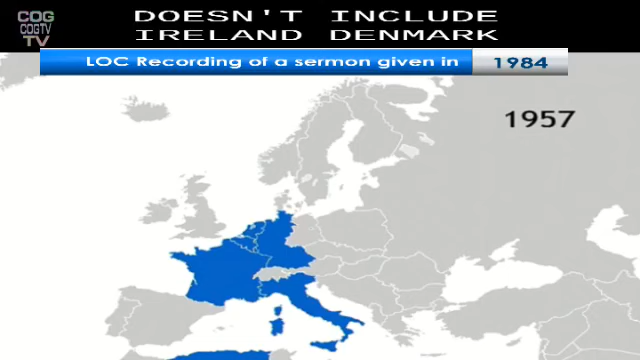 DOESN'T INCLUDE
IRELAND DENMARK
COG
COGTV
TV
LOC Recording of a sermon given in 1984
1957